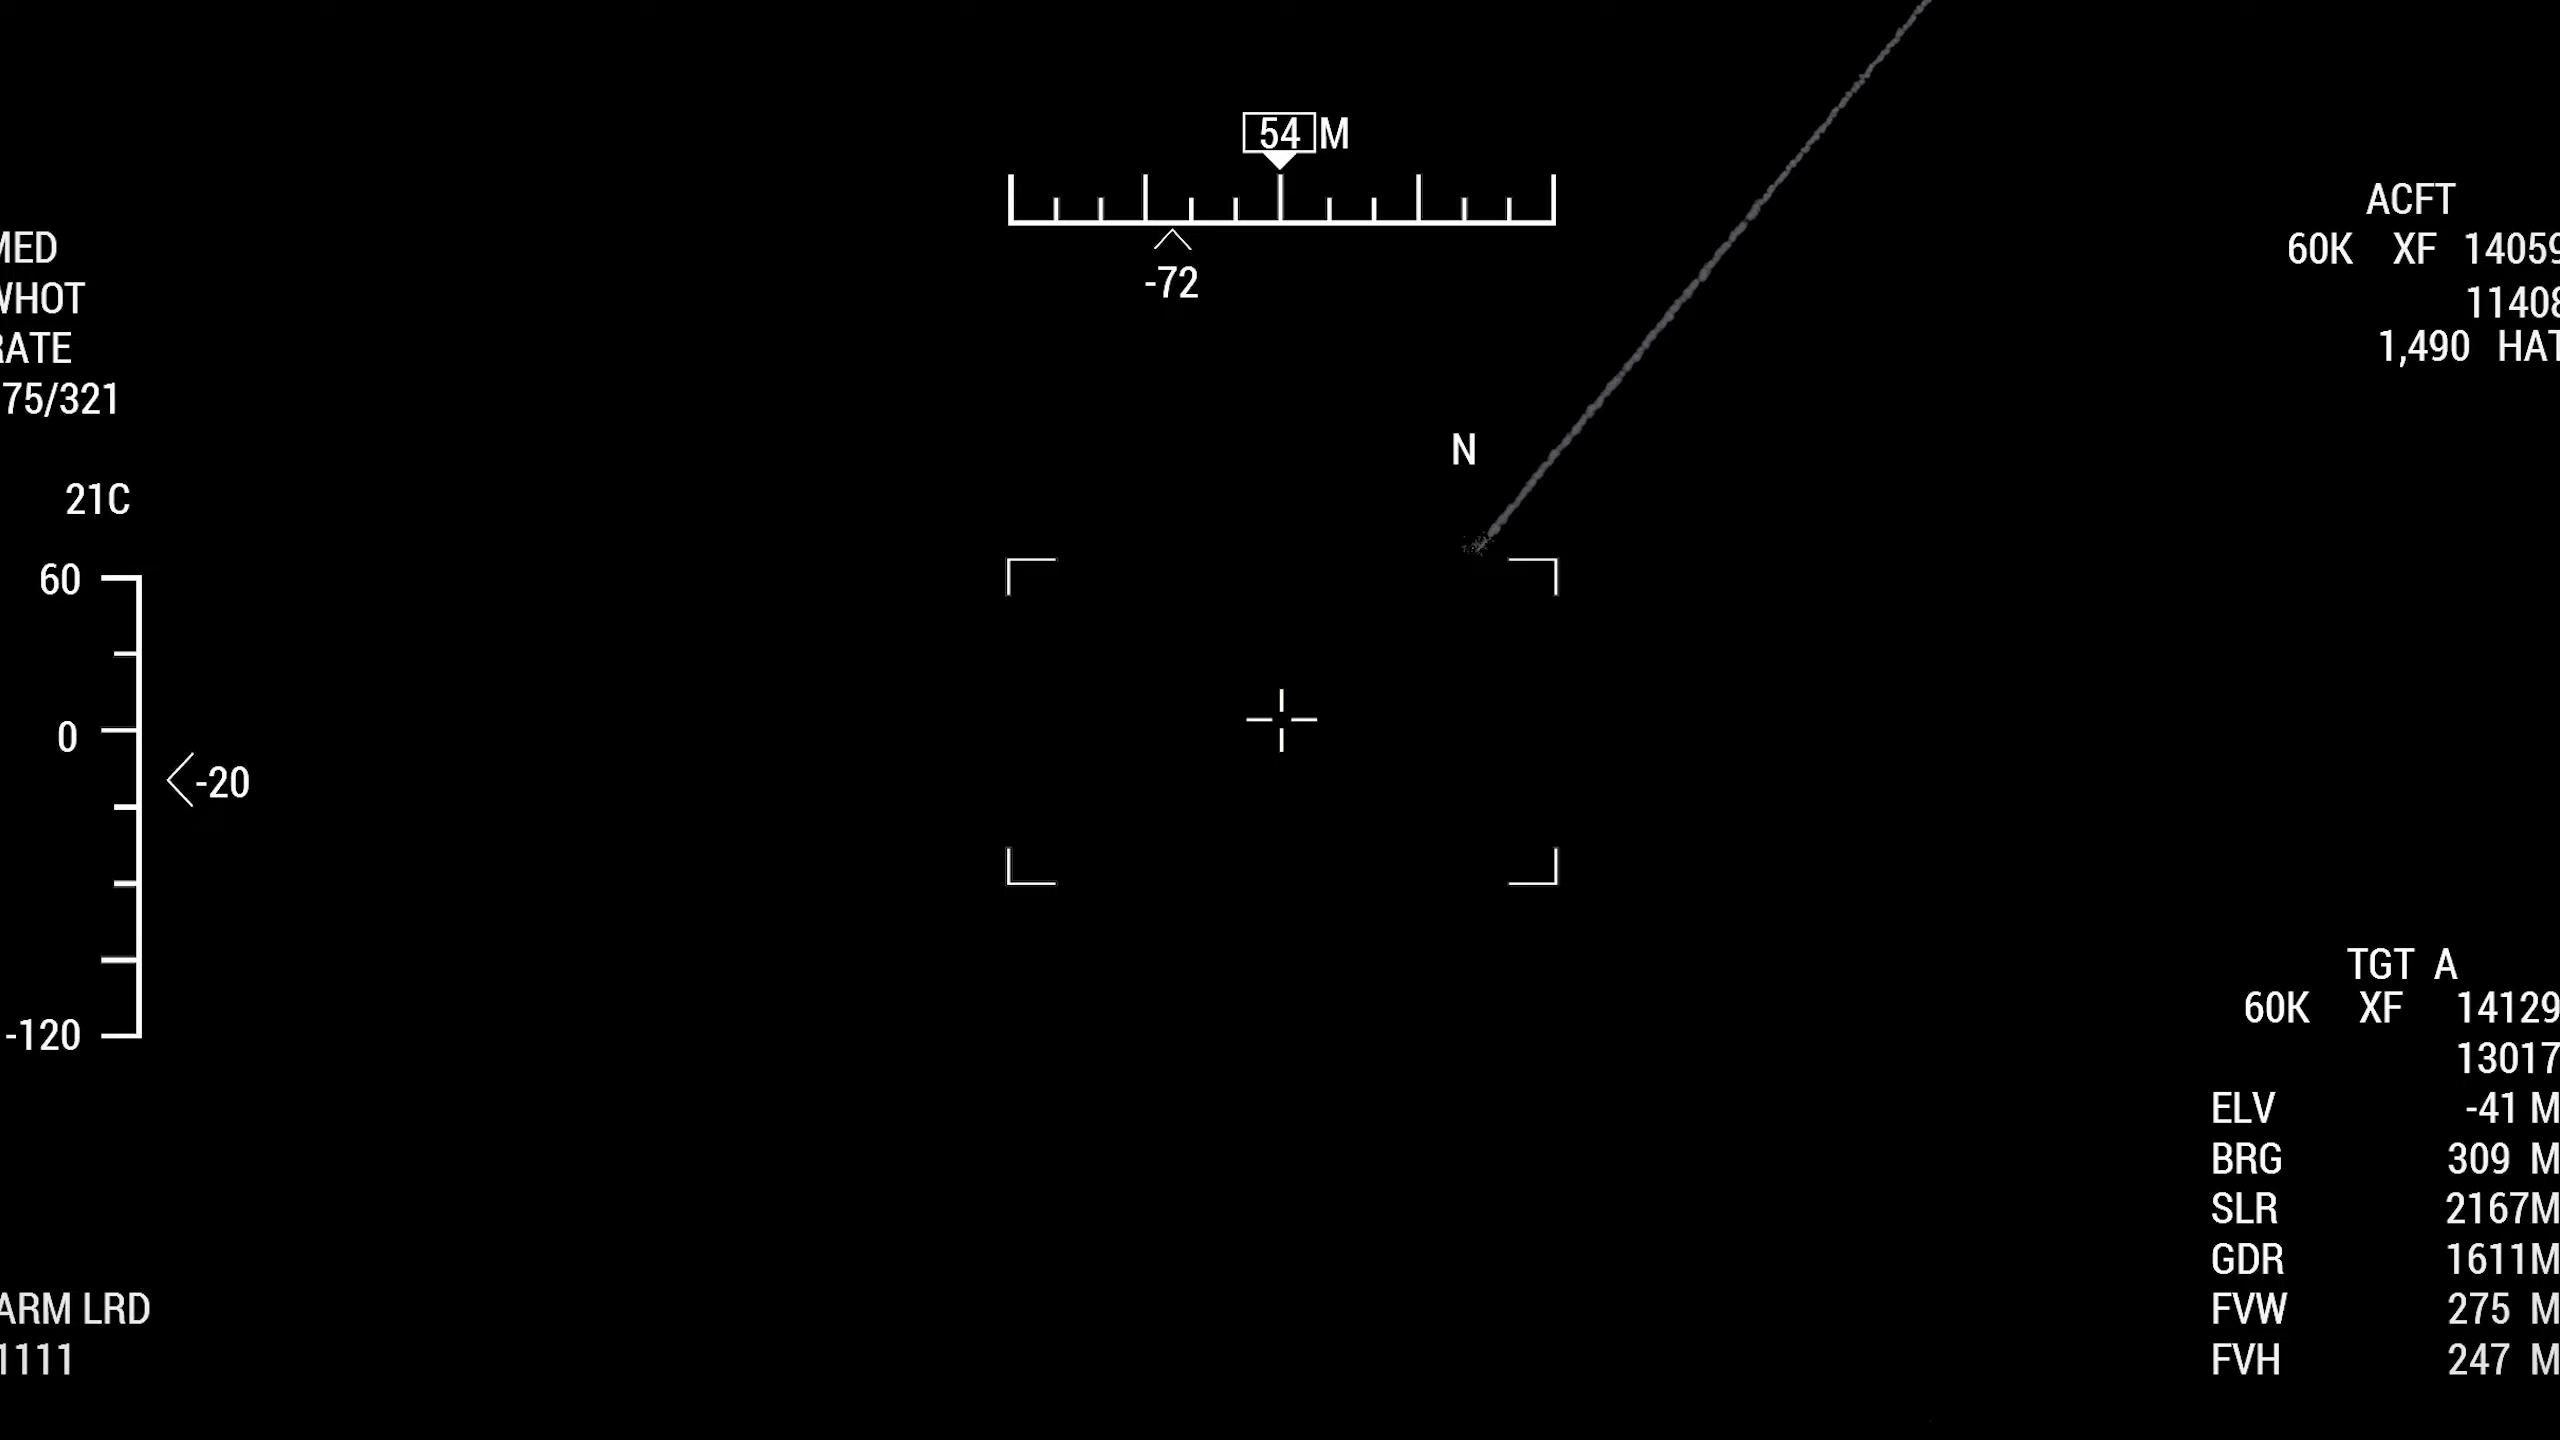 54 M
-72
MED
WHOT
RATE
75/321
21C
60
0
-20
-120
ARM LRD
1111
N
ACFT
60K XF 14059
11408
1,490 HAT
TGT A
60K XF 14129
13017
ELV -41 M
BRG 309 M
SLR 2167M
GDR 1611M
FVW 275 M
FVH 247 M